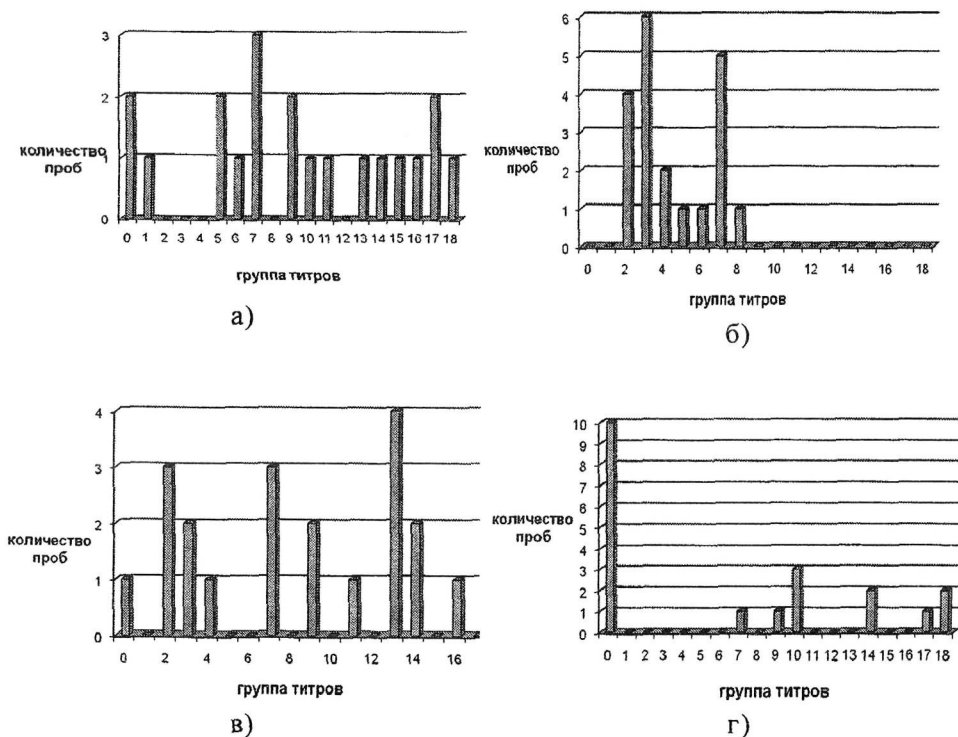 3
2
1
0
количество
проб
0 1 2 3 4 5 6 7 8 9 10 11 12 13 14 15 16 17 18
группа титров
а)
6
5
4
3
2
1
0
количество
проб
0 2 4 6 8 10 12 14 16 18
группа титров
б)
4
3
2
1
0
количество
проб
0 2 4 6 8 10 12 14 16
группа титров
в)
10
9
8
7
6
5
4
3
2
1
0
количество
проб
0 1 2 3 4 5 6 7 8 9 10 11 12 13 14 15 16 17 18
группа титров
г)